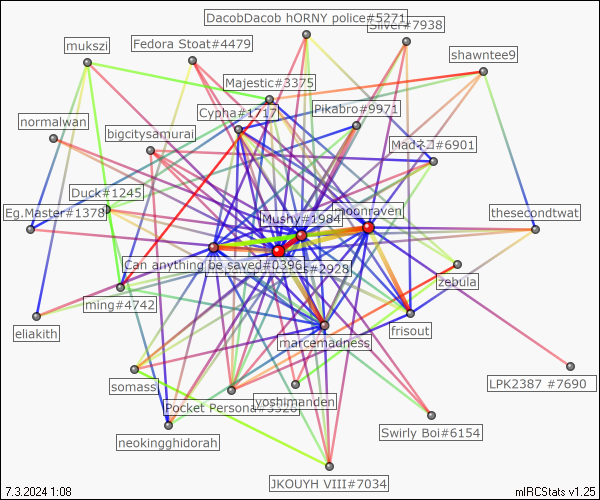 DacobDacob hORNY police#5271
Silver#7938
mukszi
Fedora Stoat#4479
shawntee9
Majestic#3375
Cypha#1717
Pikabro#9971
normalwan
bigcitysamurai
Madネコ#6901
Duck#1245
Eg.Master#1378
Mushy#1984
moonraven
thesecondtwat
Can anything be saved#0396
#2928
zebula
ming#4742
eliakith
frisout
marcemadness
somass
LPK2387 #7690
yoshimanden
Pocket Persona
neokingghidorah
Swirly Boi#6154
JKOUYH VIII#7034
7.3.2024 1:08
mIRCStats v1.25